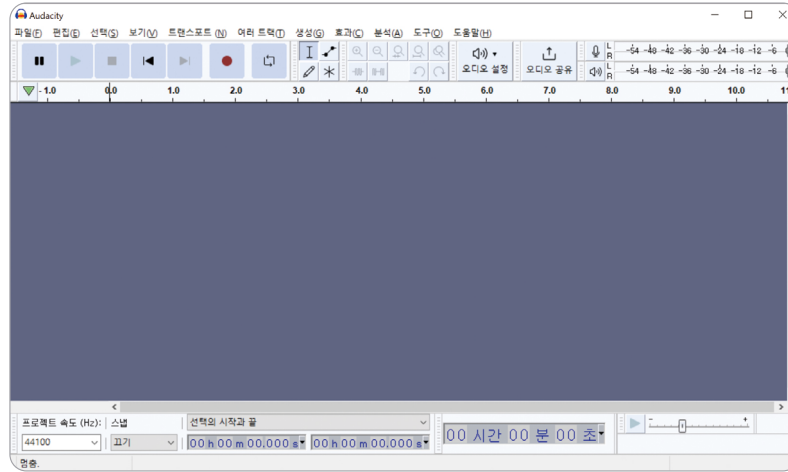 Audacity
파일(F) 편집(E) 선택(S) 보기(V) 트랜스포트 (N) 여러 트랙(T) 생성(G) 효과(C) 분석(A) 도구(O) 도움말(H)
오디오 설정 오디오 공유
L R -54 -48 -42 -36 -30 -24 -18 -12 -6
L R -54 -48 -42 -36 -30 -24 -18 -12 -6
-1.0 0.0 1.0 2.0 3.0 4.0 5.0 6.0 7.0 8.0 9.0 10.0 11
프로젝트 속도 (Hz): 스냅 선택의 시작과 끝
44100 끄기 00 h 00 m 00.000 s 00 h 00 m 00.000 s 00 시간 00 분 00 초
멈춤.